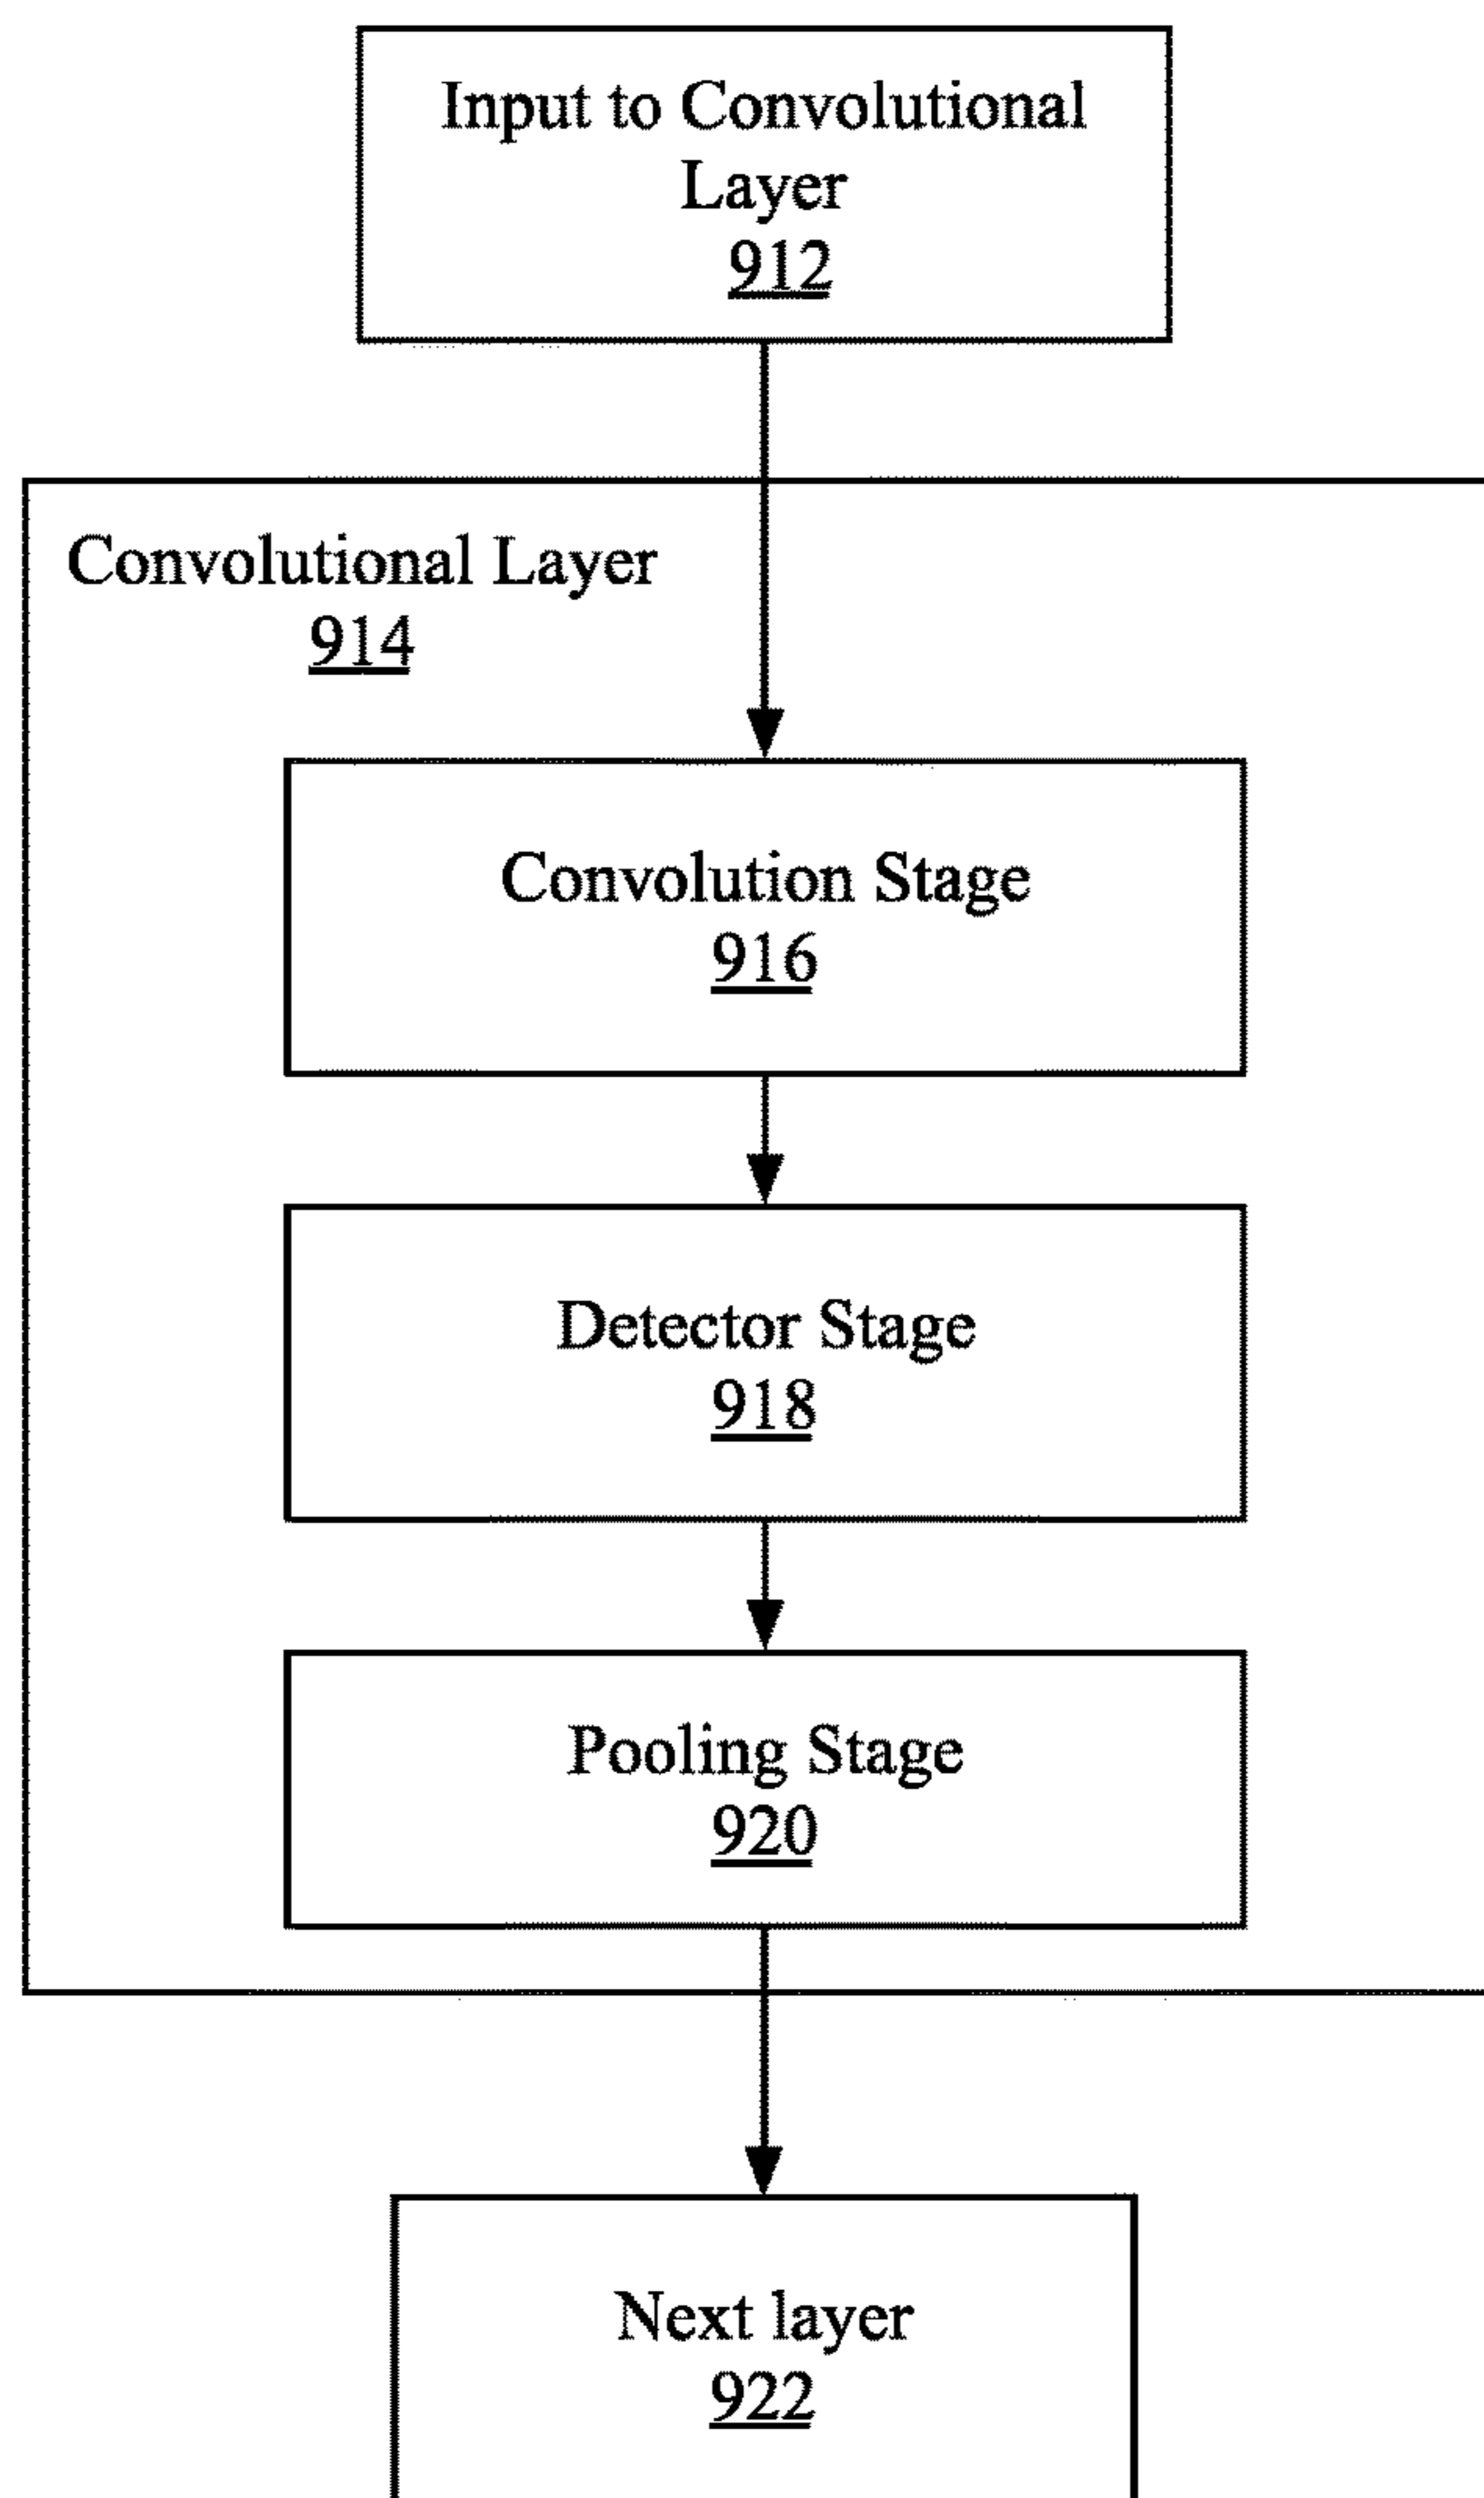 Input to Convolutional
Layer
912
Convolutional Layer
914
Convolution Stage
916
Detector Stage
918
Pooling Stage
920
Next layer
922